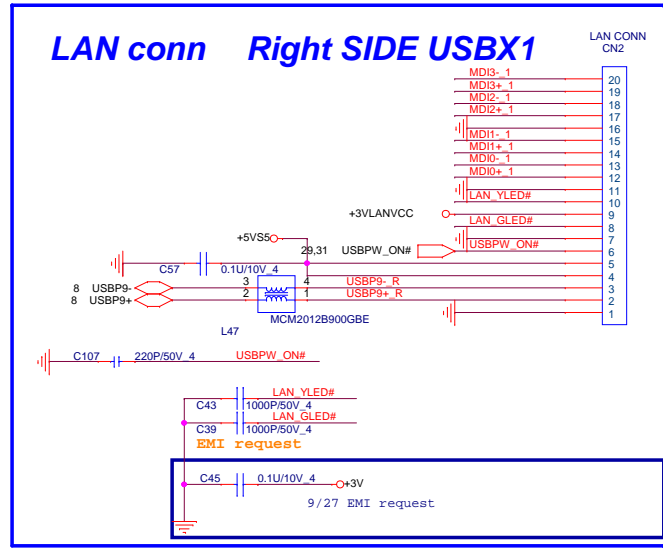 LAN conn Right SIDE USBX1
LAN CONN
CN2
MDI3-_1
20
MDI3+_1
19
MDI2-_1
18
MDI2+_1
17
16
MDI1-_1
15
MDI1+_1
14
MDI0-_1
13
MDI0+_1
12
11
LAN_YLED#
10
+3VLANVCC
9
LAN_GLED#
8
7
+5VS5
29,31 USBPW_ON#
USBPW_ON#
6
5
C57 0.1U/10V_4
4
8 USBP9- 3 4 USBP9-_R
3
8 USBP9+ 2 1 USBP9+_R
2
1
MCM2012B900GBE
L47
C107 220P/50V_4 USBPW_ON#
LAN_YLED#
C43 1000P/50V_4
LAN_GLED#
C39 1000P/50V_4
EMI request
C45 0.1U/10V_4 +3V
9/27 EMI request